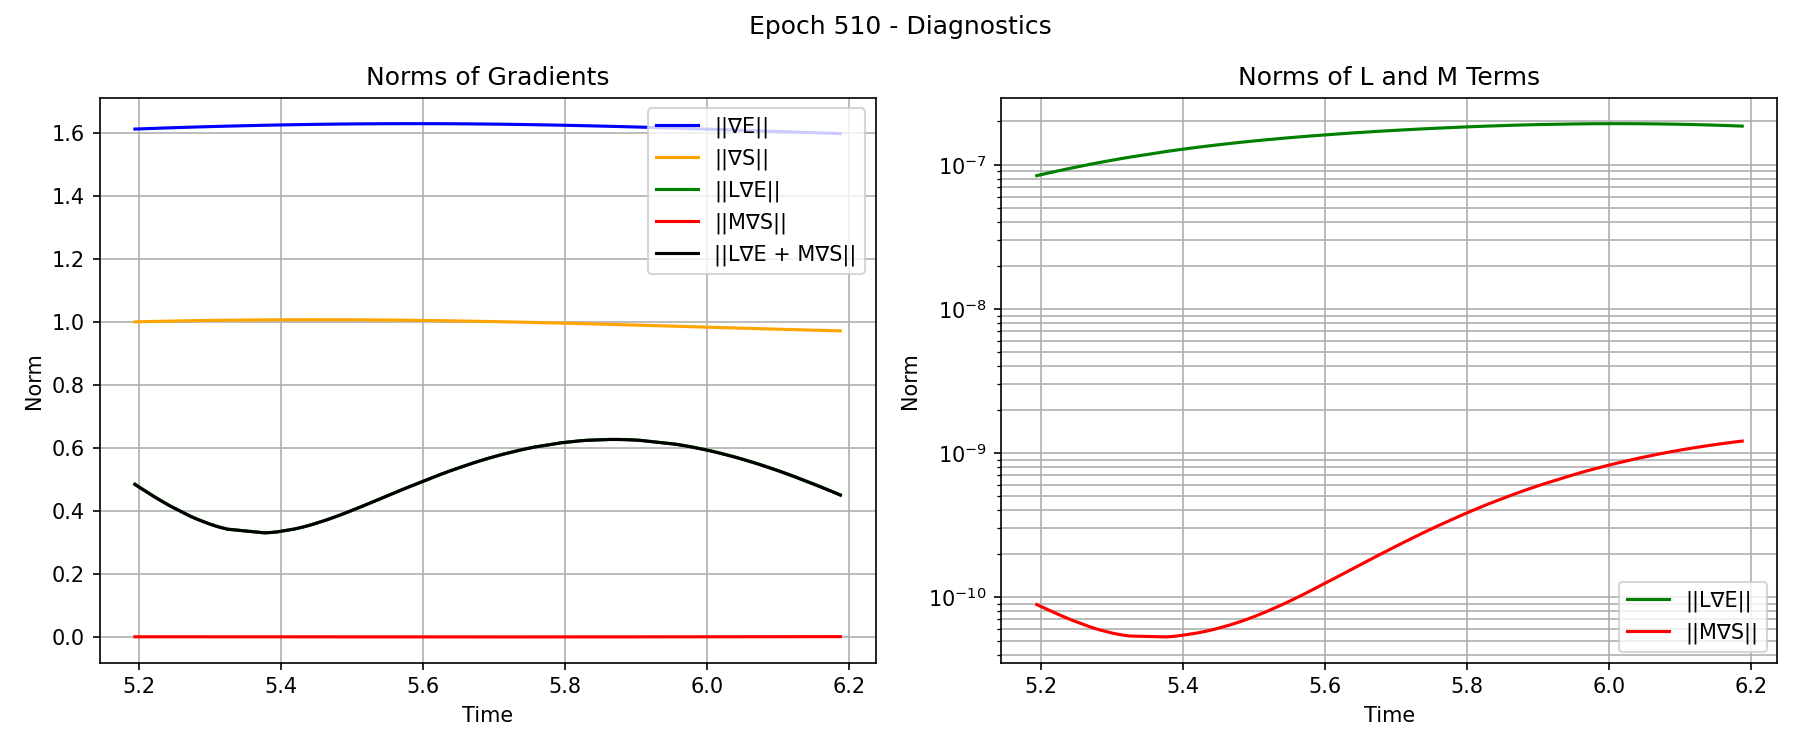 Epoch 510 - Diagnostics
Norms of Gradients
Norm
1.6
1.4
1.2
1.0
0.8
0.6
0.4
0.2
0.0
||∇E||
||∇S||
||L∇E||
||M∇S||
||L∇E + M∇S||
5.2 5.4 5.6 5.8 6.0 6.2
Time
Norms of L and M Terms
Norm
10⁻⁷
10⁻⁸
10⁻⁹
10⁻¹⁰
||L∇E||
||M∇S||
5.2 5.4 5.6 5.8 6.0 6.2
Time